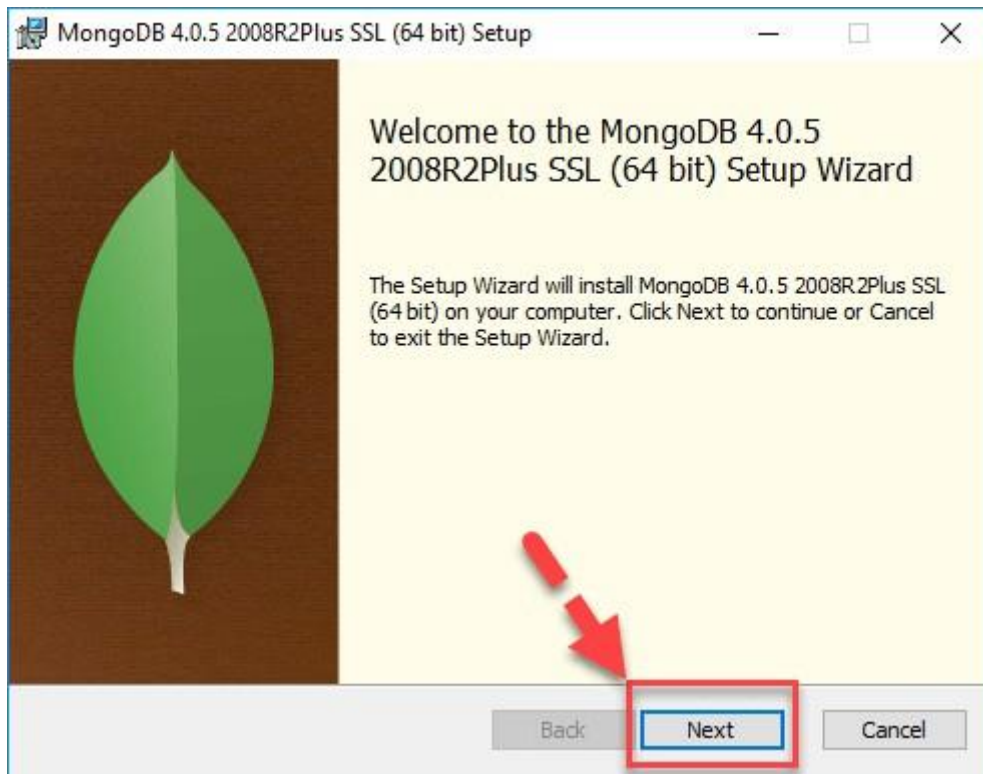 MongoDB 4.0.5 2008R2Plus SSL (64 bit) Setup
Welcome to the MongoDB 4.0.5
2008R2Plus SSL (64 bit) Setup Wizard
The Setup Wizard will install MongoDB 4.0.5 2008R2Plus SSL
(64 bit) on your computer. Click Next to continue or Cancel
to exit the Setup Wizard.
Back
Next
Cancel